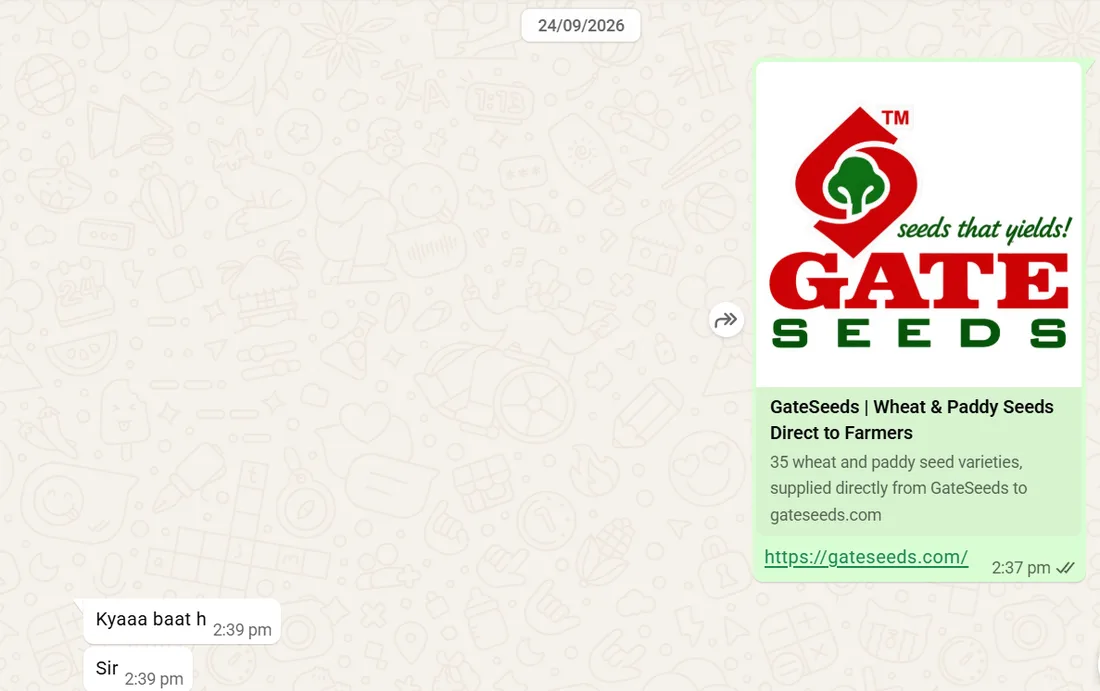 24/09/2026
TM
seeds that yields!
GATE
SEEDS
GateSeeds | Wheat & Paddy Seeds
Direct to Farmers
35 wheat and paddy seed varieties,
supplied directly from GateSeeds to
gateseeds.com
https://gateseeds.com/
2:37 pm
Kyaaa baat h
2:39 pm
Sir
2:39 pm